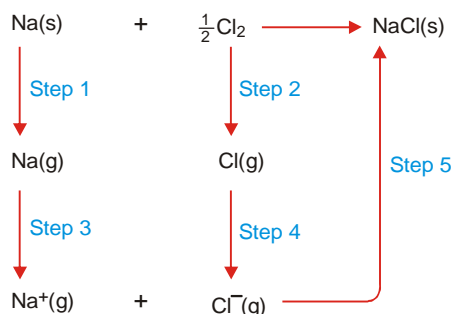 Na(s) + ½Cl₂ NaCl(s)
Step 1 Step 2
Na(g) Cl(g) Step 5
Step 3 Step 4
Na⁺(g) + Cl⁻(g)